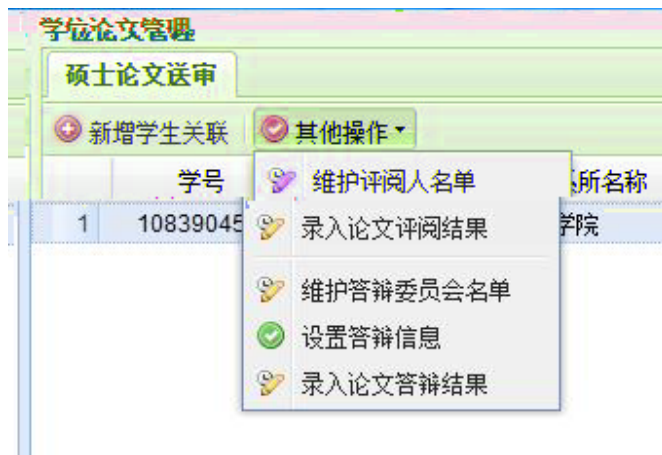 学位论文管理
硕士论文送审
新增学生关联 其他操作
学号 所名称
维护评阅人名单
1 10839045 学院
录入论文评阅结果
维护答辩委员会名单
设置答辩信息
录入论文答辩结果